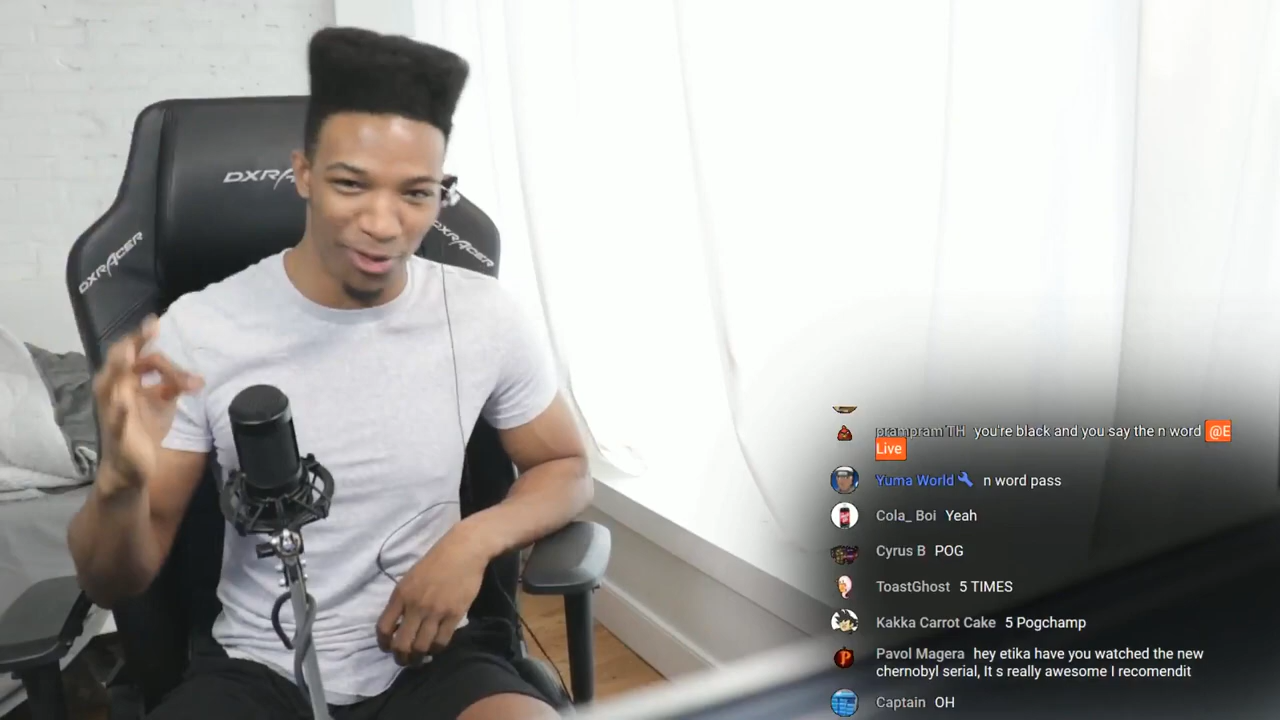 DXRA
DXRACER
DXRACER
prampramTH you're black and you say the n word @E
Live
Yuma World n word pass
Cola_ Boi Yeah
Cyrus B POG
ToastGhost 5 TIMES
Kakka Carrot Cake 5 Pogchamp
Pavol Magera hey etika have you watched the new
chernobyl serial, It s really awesome I recomendit
Captain OH